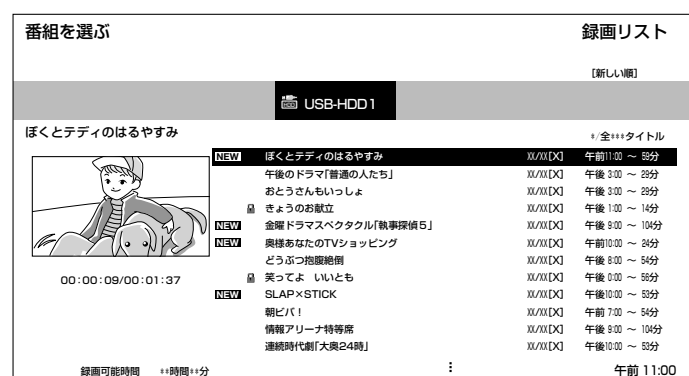 番組を選ぶ 録画リスト
[新しい順]
USB-HDD1
ぼくとテディのはるやすみ */全***タイトル
NEW ぼくとテディのはるやすみ XX/XX[X] 午前11:00 ～ 59分
午後のドラマ「普通の人たち」 XX/XX[X] 午後 3:00 ～ 29分
おとうさんもいっしょ XX/XX[X] 午後 3:00 ～ 29分
きょうのお献立 XX/XX[X] 午後 1:00 ～ 14分
NEW 金曜ドラマスペクタクル「執事探偵5」 XX/XX[X] 午後 9:00 ～ 104分
NEW 奥様あなたのTVショッピング XX/XX[X] 午前10:00 ～ 24分
どうぶつ抱腹絶倒 XX/XX[X] 午後 8:00 ～ 54分
笑ってよ いいとも XX/XX[X] 午後 0:00 ～ 56分
NEW SLAP×STICK XX/XX[X] 午後10:00 ～ 53分
朝ビバ！ XX/XX[X] 午前 7:00 ～ 54分
情報アリーナ特等席 XX/XX[X] 午後 9:00 ～ 104分
連続時代劇「大奥24時」 XX/XX[X] 午後10:00 ～ 53分
00:00:09/00:01:37
録画可能時間 **時間**分 ⋮ 午前 11:00